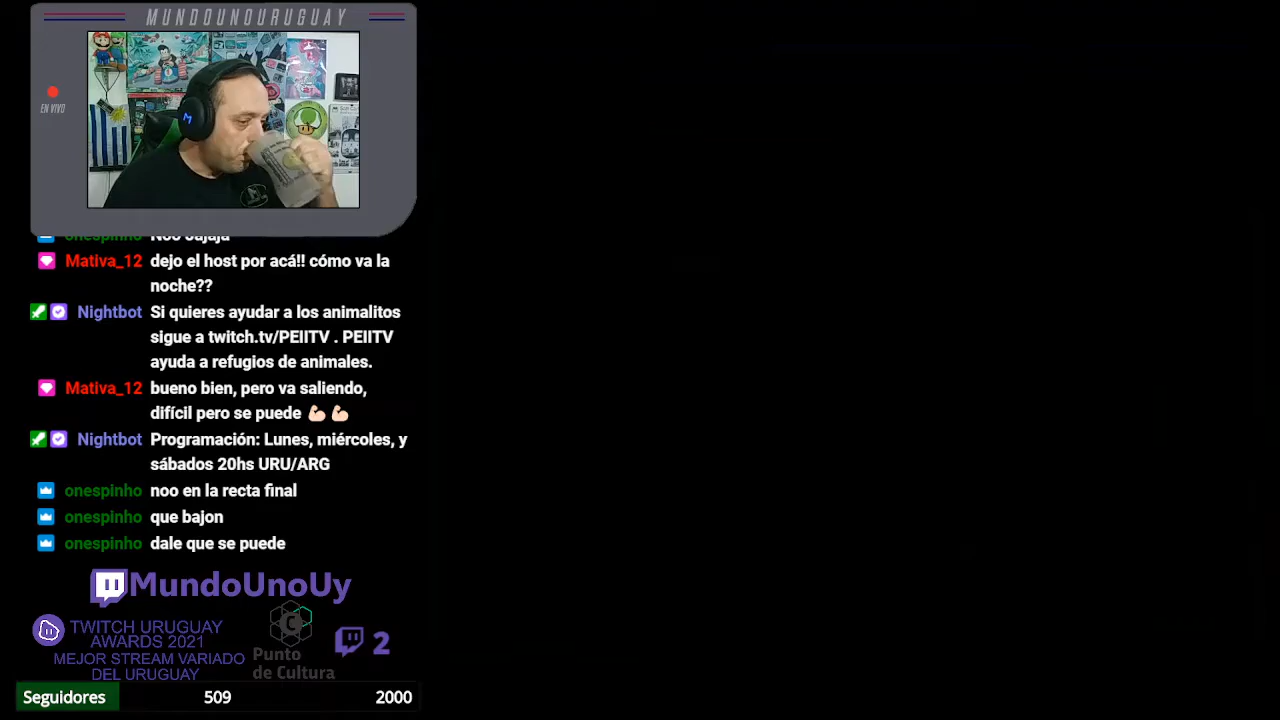 MUNDOUNOURUGUAY
EN VIVO
onespinho Noo Jajaja
Mativa_12 dejo el host por acá!! cómo va la
noche??
Nightbot Si quieres ayudar a los animalitos
sigue a twitch.tv/PEIITV . PEIITV
ayuda a refugios de animales.
Mativa_12 bueno bien, pero va saliendo,
difícil pero se puede 💪🏻 💪🏻
Nightbot Programación: Lunes, miércoles, y
sábados 20hs URU/ARG
onespinho noo en la recta final
onespinho que bajon
onespinho dale que se puede
MundoUnoUy
TWITCH URUGUAY
AWARDS 2021
MEJOR STREAM VARIADO
DEL URUGUAY
C
Punto
de Cultura
2
Seguidores 509 2000